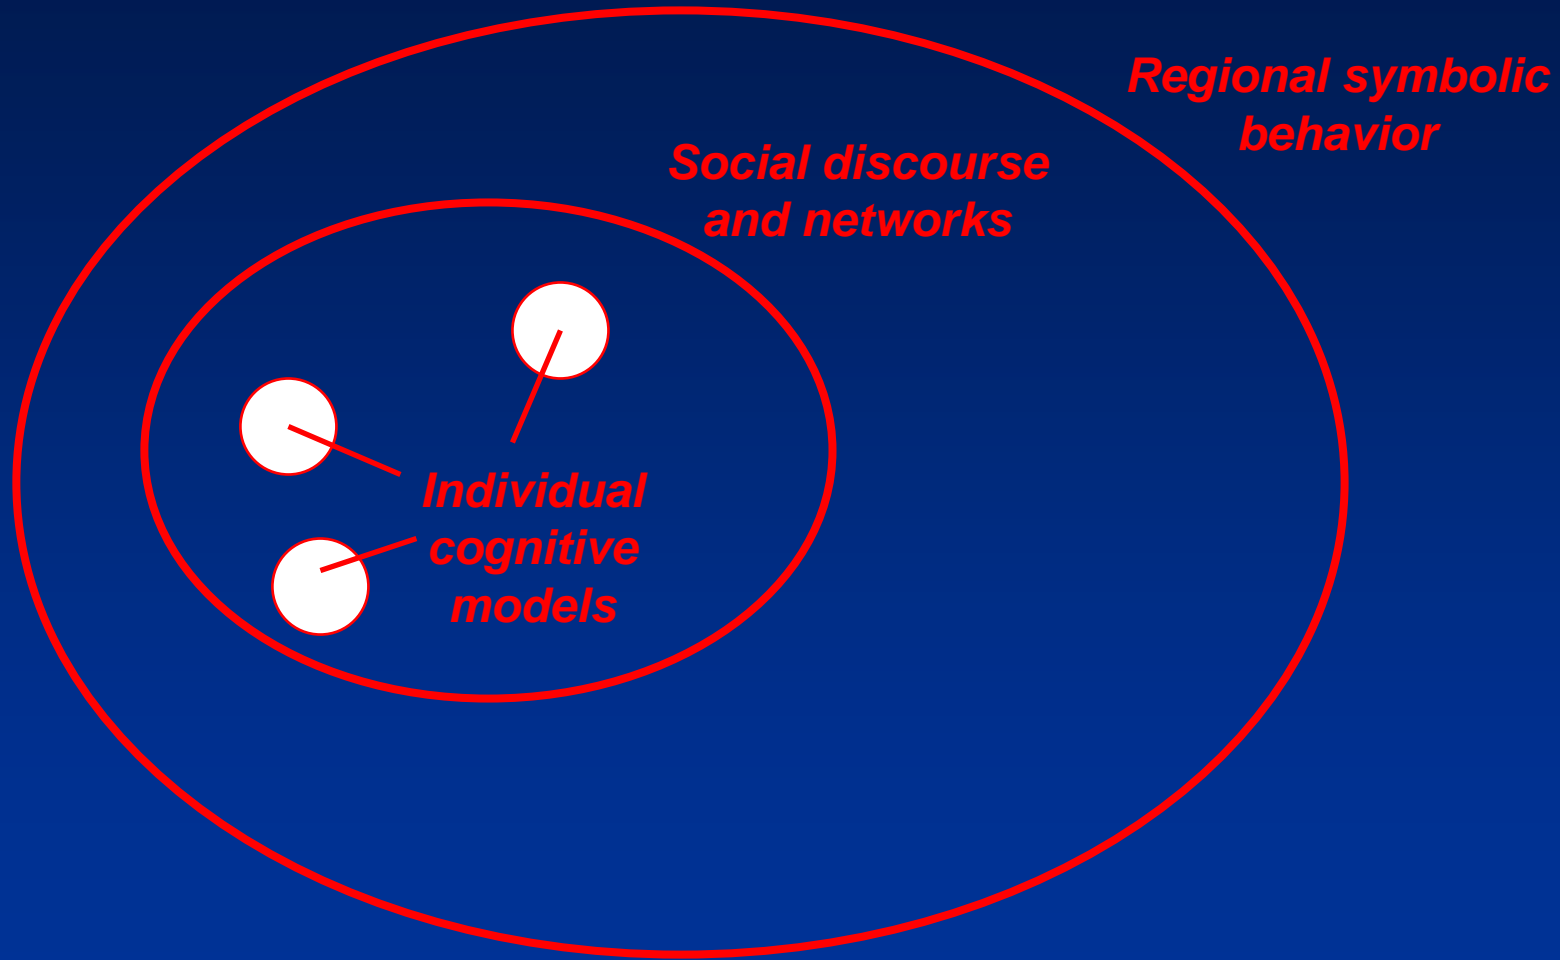 Regional symbolic
behavior
Social discourse
and networks
Individual
cognitive
models